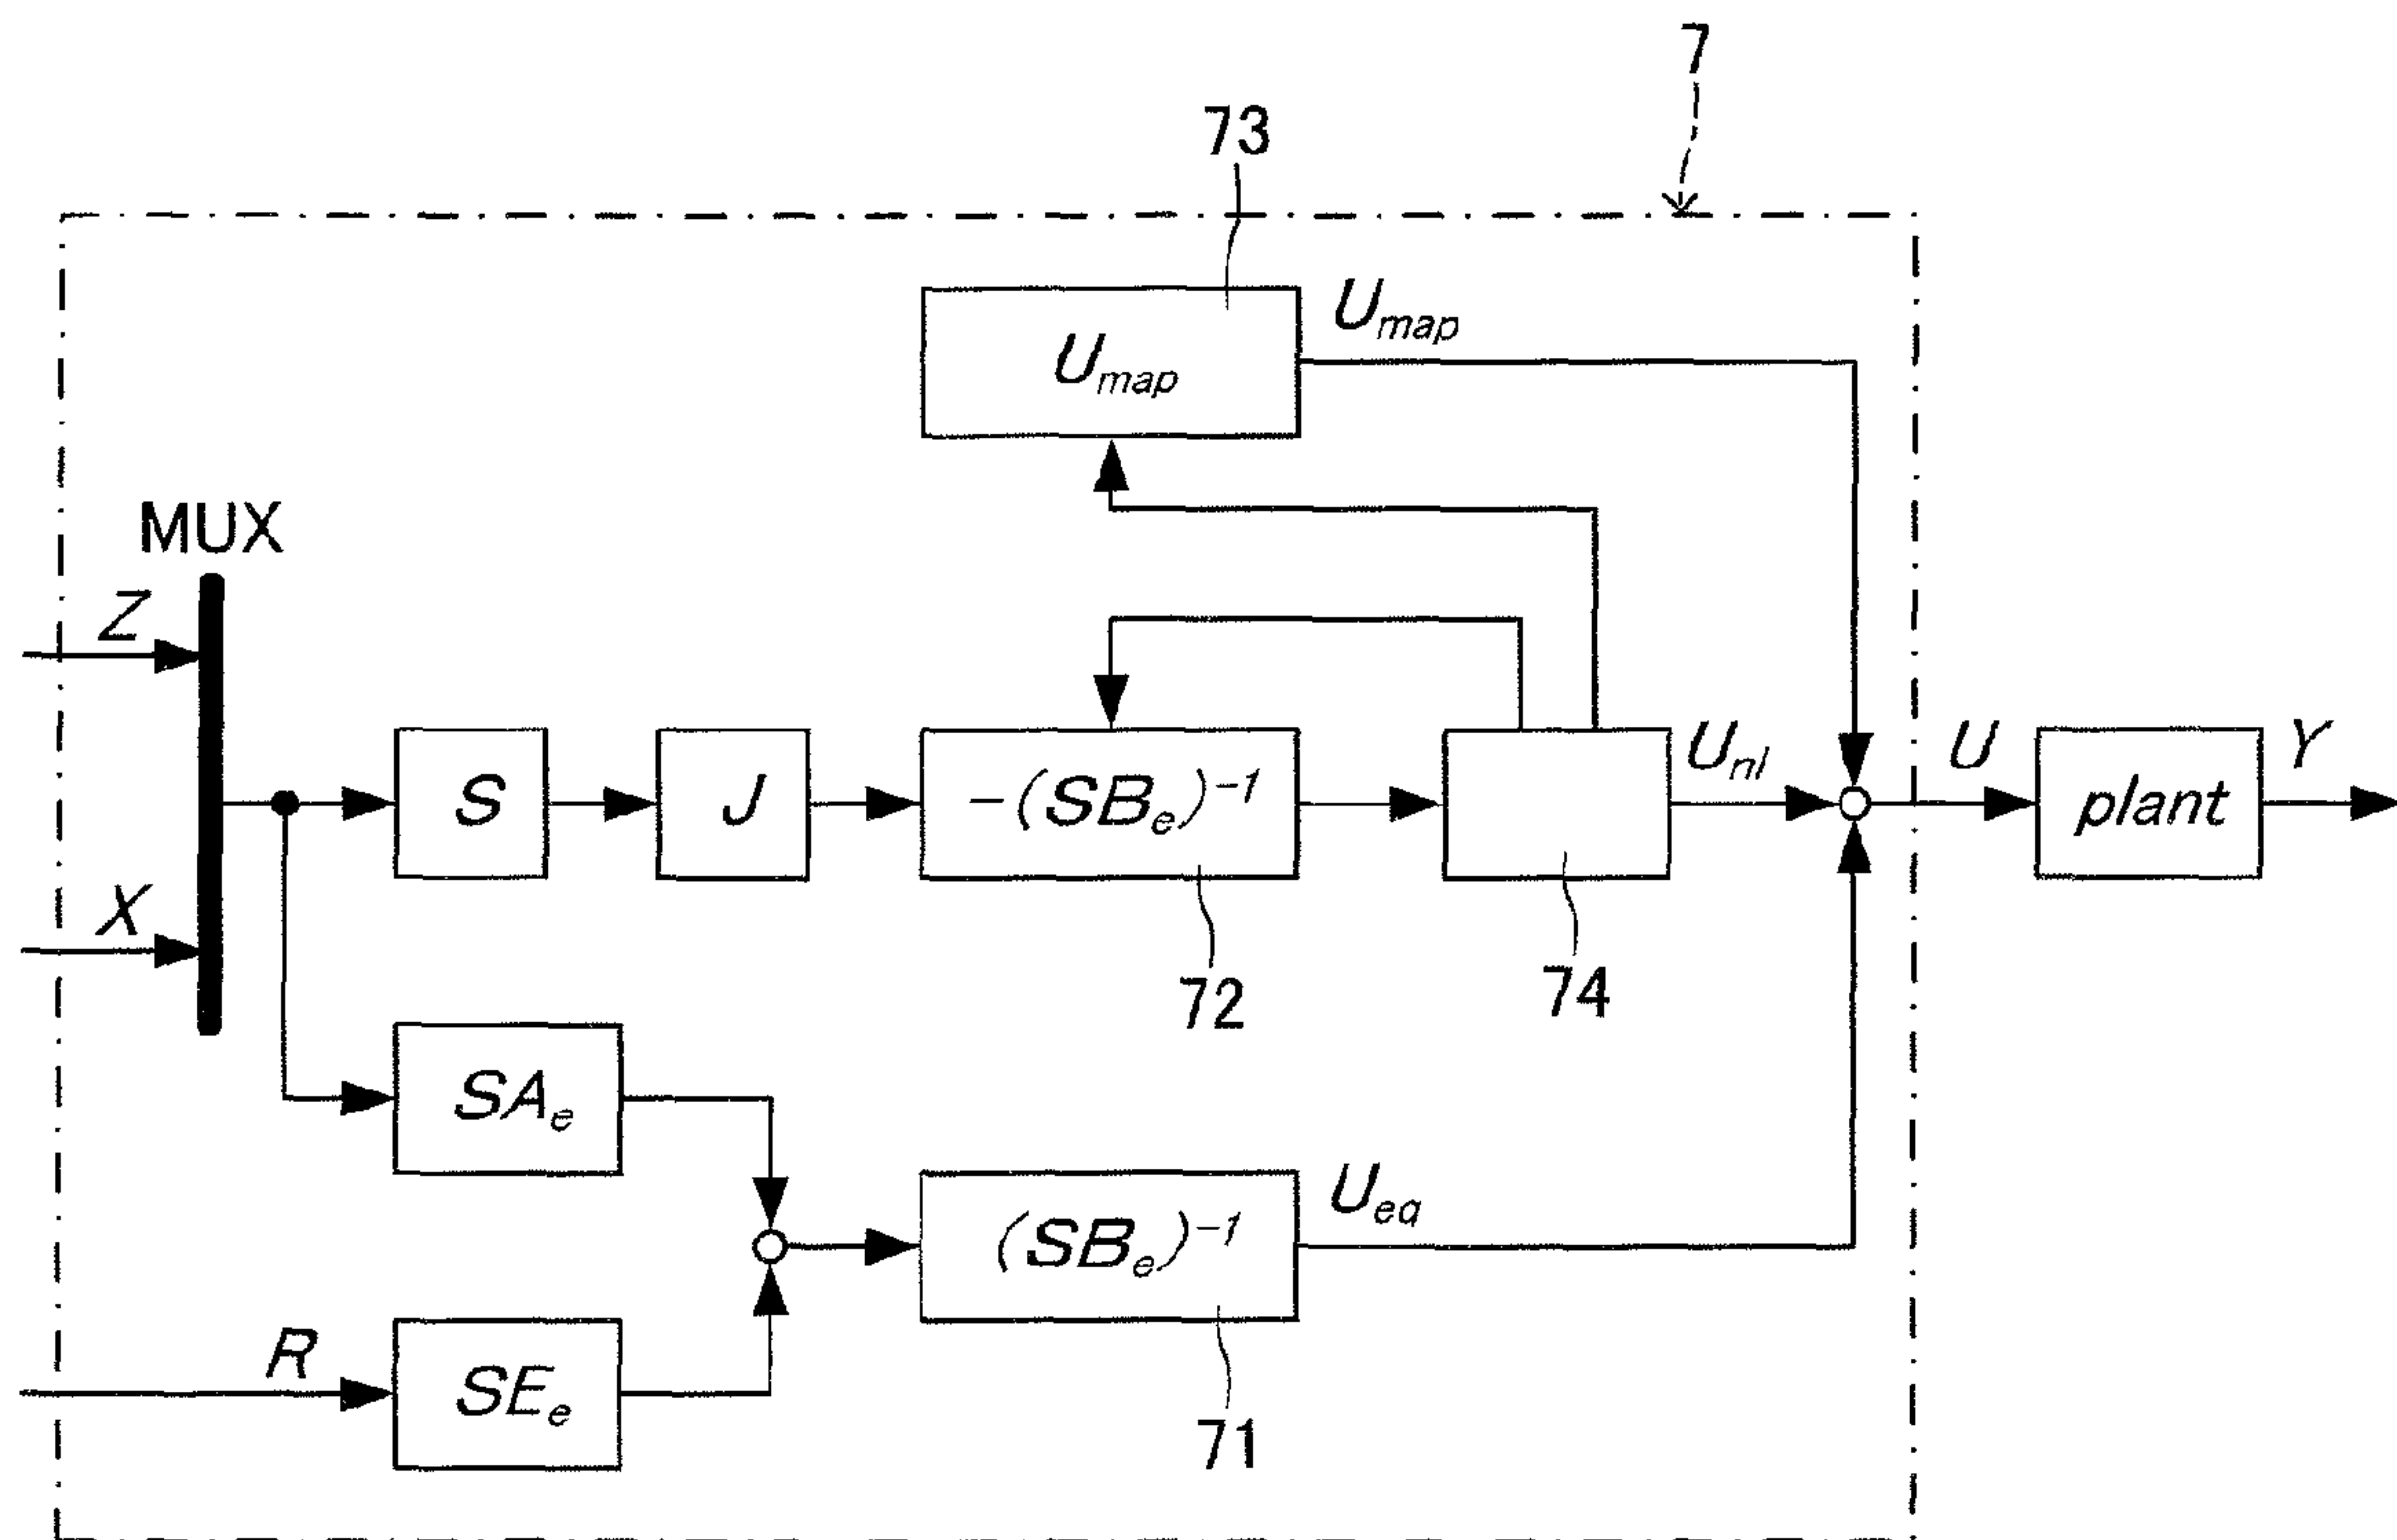 7
73
U_map
U_map
MUX
Z
S
J
-(SB_e)^-1
U_nl
U
plant
Y
X
72
74
SA_e
(SB_e)^-1
U_eq
R
SE_e
71